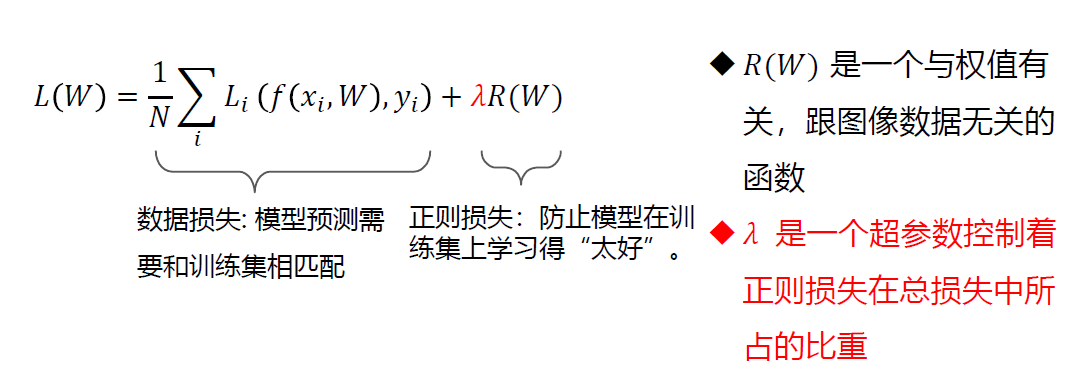 L(W) = \frac{1}{N} \sum_{i} L_i (f(x_i, W), y_i) + λR(W)
数据损失: 模型预测需
要和训练集相匹配
正则损失：防止模型在训
练集上学习得“太好”。
◆ R(W) 是一个与权值有
关，跟图像数据无关的
函数
◆ λ 是一个超参数控制着
正则损失在总损失中所
占的比重